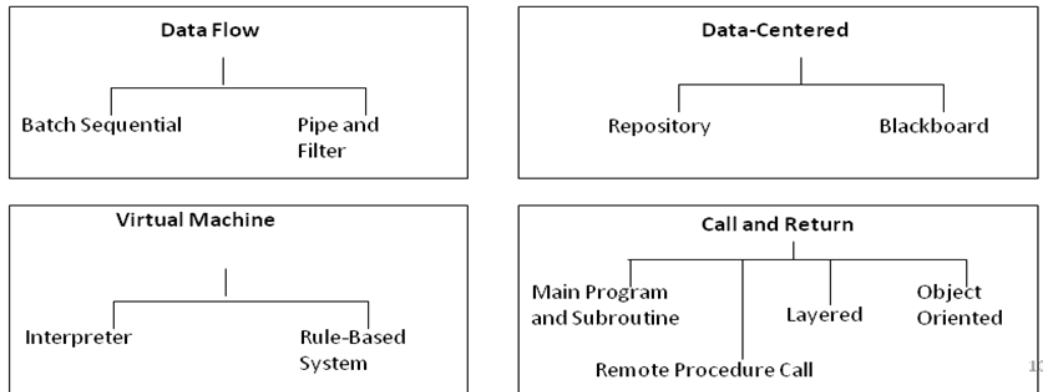 Data Flow
Batch Sequential
Pipe and
Filter
Data-Centered
Repository
Blackboard
Virtual Machine
Interpreter
Rule-Based
System
Call and Return
Main Program
and Subroutine
Remote Procedure Call
Layered
Object
Oriented